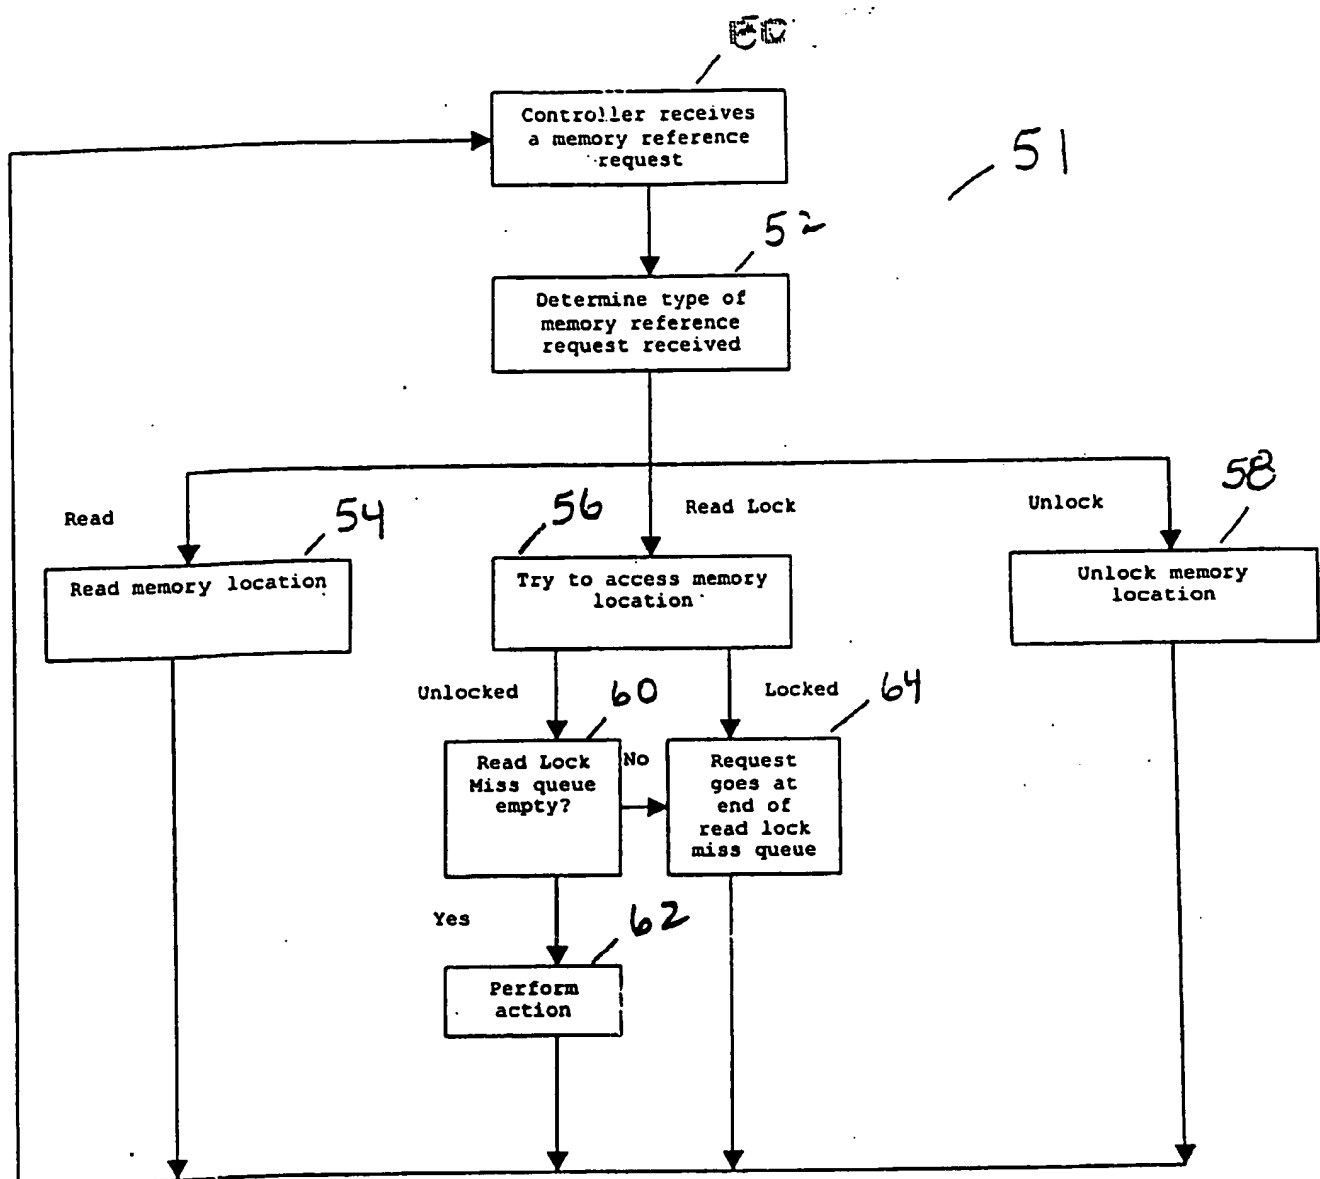 Controller receives
a memory reference
request
51
52
Determine type of
memory reference
request received
58
Read
54
56
Read Lock
Unlock
Read memory location
Try to access memory
location
Unlock memory
location
Unlocked
60
Locked
64
Read Lock
Miss queue
empty?
No
Request
goes at
end of
read lock
miss queue
Yes
62
Perform
action